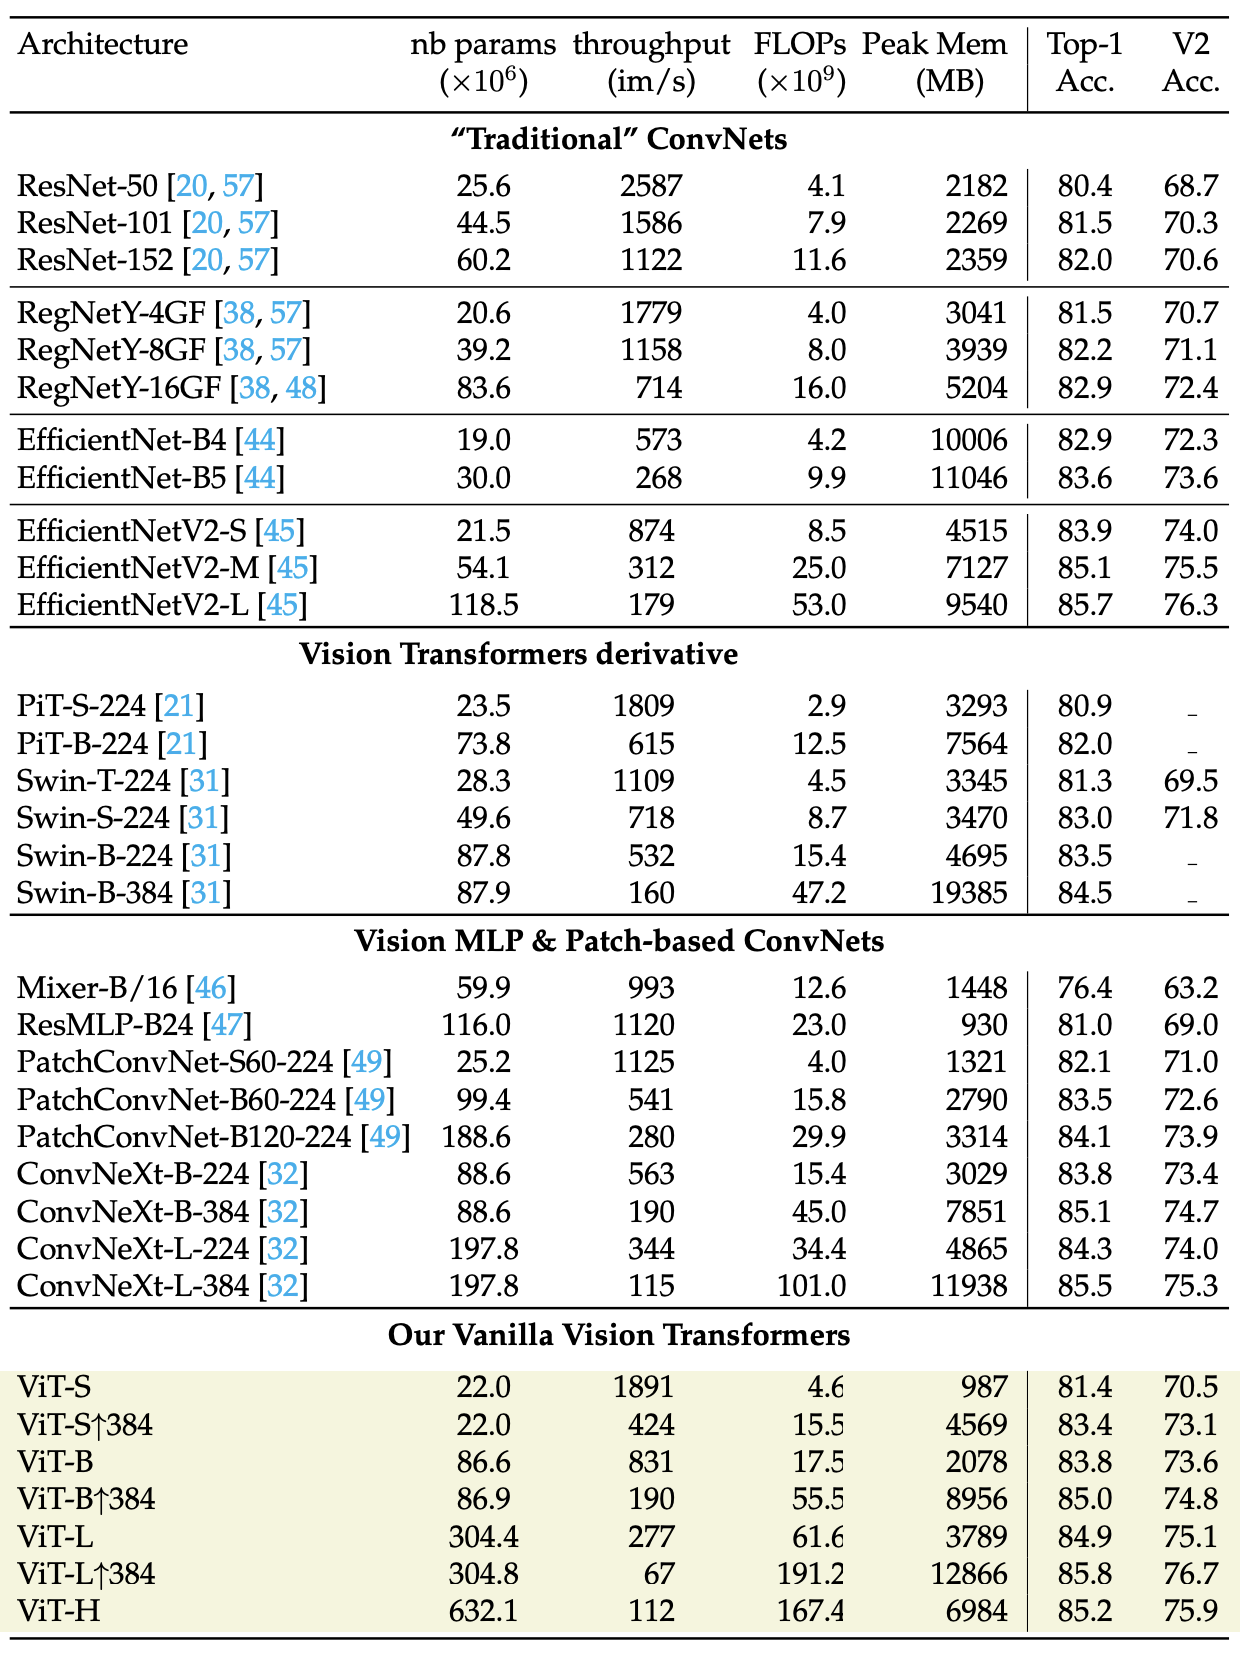 Architecture nb params throughput FLOPs Peak Mem Top-1 V2
(×10⁶) (im/s) (×10⁹) (MB) Acc. Acc.
“Traditional” ConvNets
ResNet-50 [20, 57] 25.6 2587 4.1 2182 80.4 68.7
ResNet-101 [20, 57] 44.5 1586 7.9 2269 81.5 70.3
ResNet-152 [20, 57] 60.2 1122 11.6 2359 82.0 70.6
RegNetY-4GF [38, 57] 20.6 1779 4.0 3041 81.5 70.7
RegNetY-8GF [38, 57] 39.2 1158 8.0 3939 82.2 71.1
RegNetY-16GF [38, 48] 83.6 714 16.0 5204 82.9 72.4
EfficientNet-B4 [44] 19.0 573 4.2 10006 82.9 72.3
EfficientNet-B5 [44] 30.0 268 9.9 11046 83.6 73.6
EfficientNetV2-S [45] 21.5 874 8.5 4515 83.9 74.0
EfficientNetV2-M [45] 54.1 312 25.0 7127 85.1 75.5
EfficientNetV2-L [45] 118.5 179 53.0 9540 85.7 76.3
Vision Transformers derivative
PiT-S-224 [21] 23.5 1809 2.9 3293 80.9 –
PiT-B-224 [21] 73.8 615 12.5 7564 82.0 –
Swin-T-224 [31] 28.3 1109 4.5 3345 81.3 69.5
Swin-S-224 [31] 49.6 718 8.7 3470 83.0 71.8
Swin-B-224 [31] 87.8 532 15.4 4695 83.5 –
Swin-B-384 [31] 87.9 160 47.2 19385 84.5 –
Vision MLP & Patch-based ConvNets
Mixer-B/16 [46] 59.9 993 12.6 1448 76.4 63.2
ResMLP-B24 [47] 116.0 1120 23.0 930 81.0 69.0
PatchConvNet-S60-224 [49] 25.2 1125 4.0 1321 82.1 71.0
PatchConvNet-B60-224 [49] 99.4 541 15.8 2790 83.5 72.6
PatchConvNet-B120-224 [49] 188.6 280 29.9 3314 84.1 73.9
ConvNeXt-B-224 [32] 88.6 563 15.4 3029 83.8 73.4
ConvNeXt-B-384 [32] 88.6 190 45.0 7851 85.1 74.7
ConvNeXt-L-224 [32] 197.8 344 34.4 4865 84.3 74.0
ConvNeXt-L-384 [32] 197.8 115 101.0 11938 85.5 75.3
Our Vanilla Vision Transformers
ViT-S 22.0 1891 4.6 987 81.4 70.5
ViT-S↑384 22.0 424 15.5 4569 83.4 73.1
ViT-B 86.6 831 17.5 2078 83.8 73.6
ViT-B↑384 86.9 190 55.5 8956 85.0 74.8
ViT-L 304.4 277 61.6 3789 84.9 75.1
ViT-L↑384 304.8 67 191.2 12866 85.8 76.7
ViT-H 632.1 112 167.4 6984 85.2 75.9